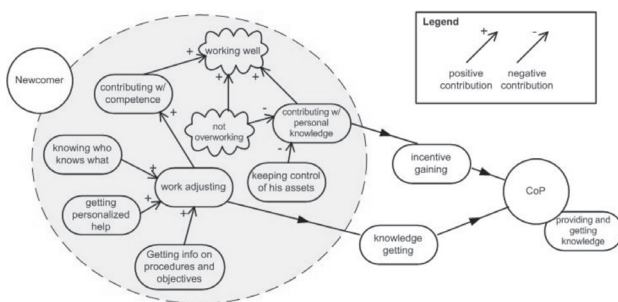 Newcomer
working well
+
+
+
contributing w/
competence
+
not
overworking
-
contributing w/
personal
knowledge
-
keeping control
of his assets
knowing who
knows what
+
work adjusting
getting
personalized
help
+
+
Getting info on
procedures and
objectives
incentive
gaining
knowledge
getting
CoP
providing and
getting
knowledge
Legend
+
-
positive
contribution
negative
contribution